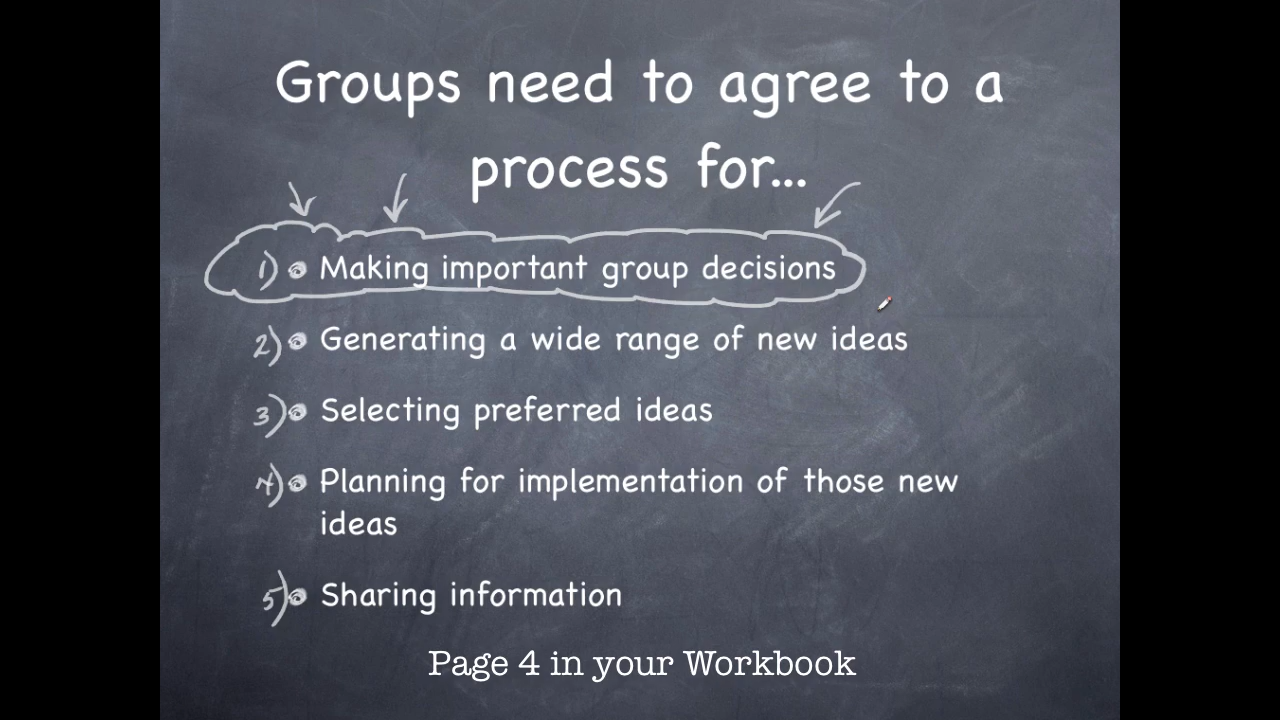 Groups need to agree to a
process for...
1) Making important group decisions
2) Generating a wide range of new ideas
3) Selecting preferred ideas
4) Planning for implementation of those new
ideas
5) Sharing information
Page 4 in your Workbook